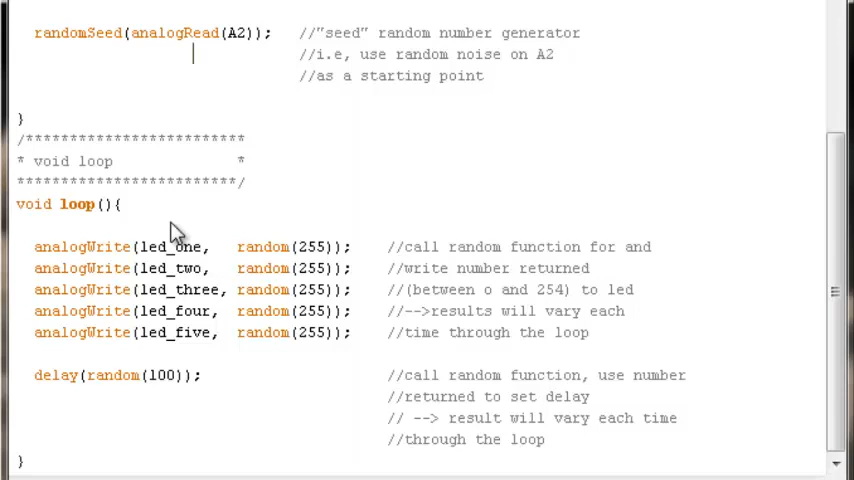 randomSeed(analogRead(A2));   //"seed" random number generator
//i.e, use random noise on A2
//as a starting point
}
/*************************
* void loop              *
*************************/
void loop(){
analogWrite(led_one,   random(255));    //call random function for and
analogWrite(led_two,   random(255));    //write number returned
analogWrite(led_three, random(255));    //(between o and 254) to led
analogWrite(led_four,  random(255));    //-->results will vary each
analogWrite(led_five,  random(255));    //time through the loop
delay(random(100));                     //call random function, use number
//returned to set delay
// --> result will vary each time
//through the loop
}